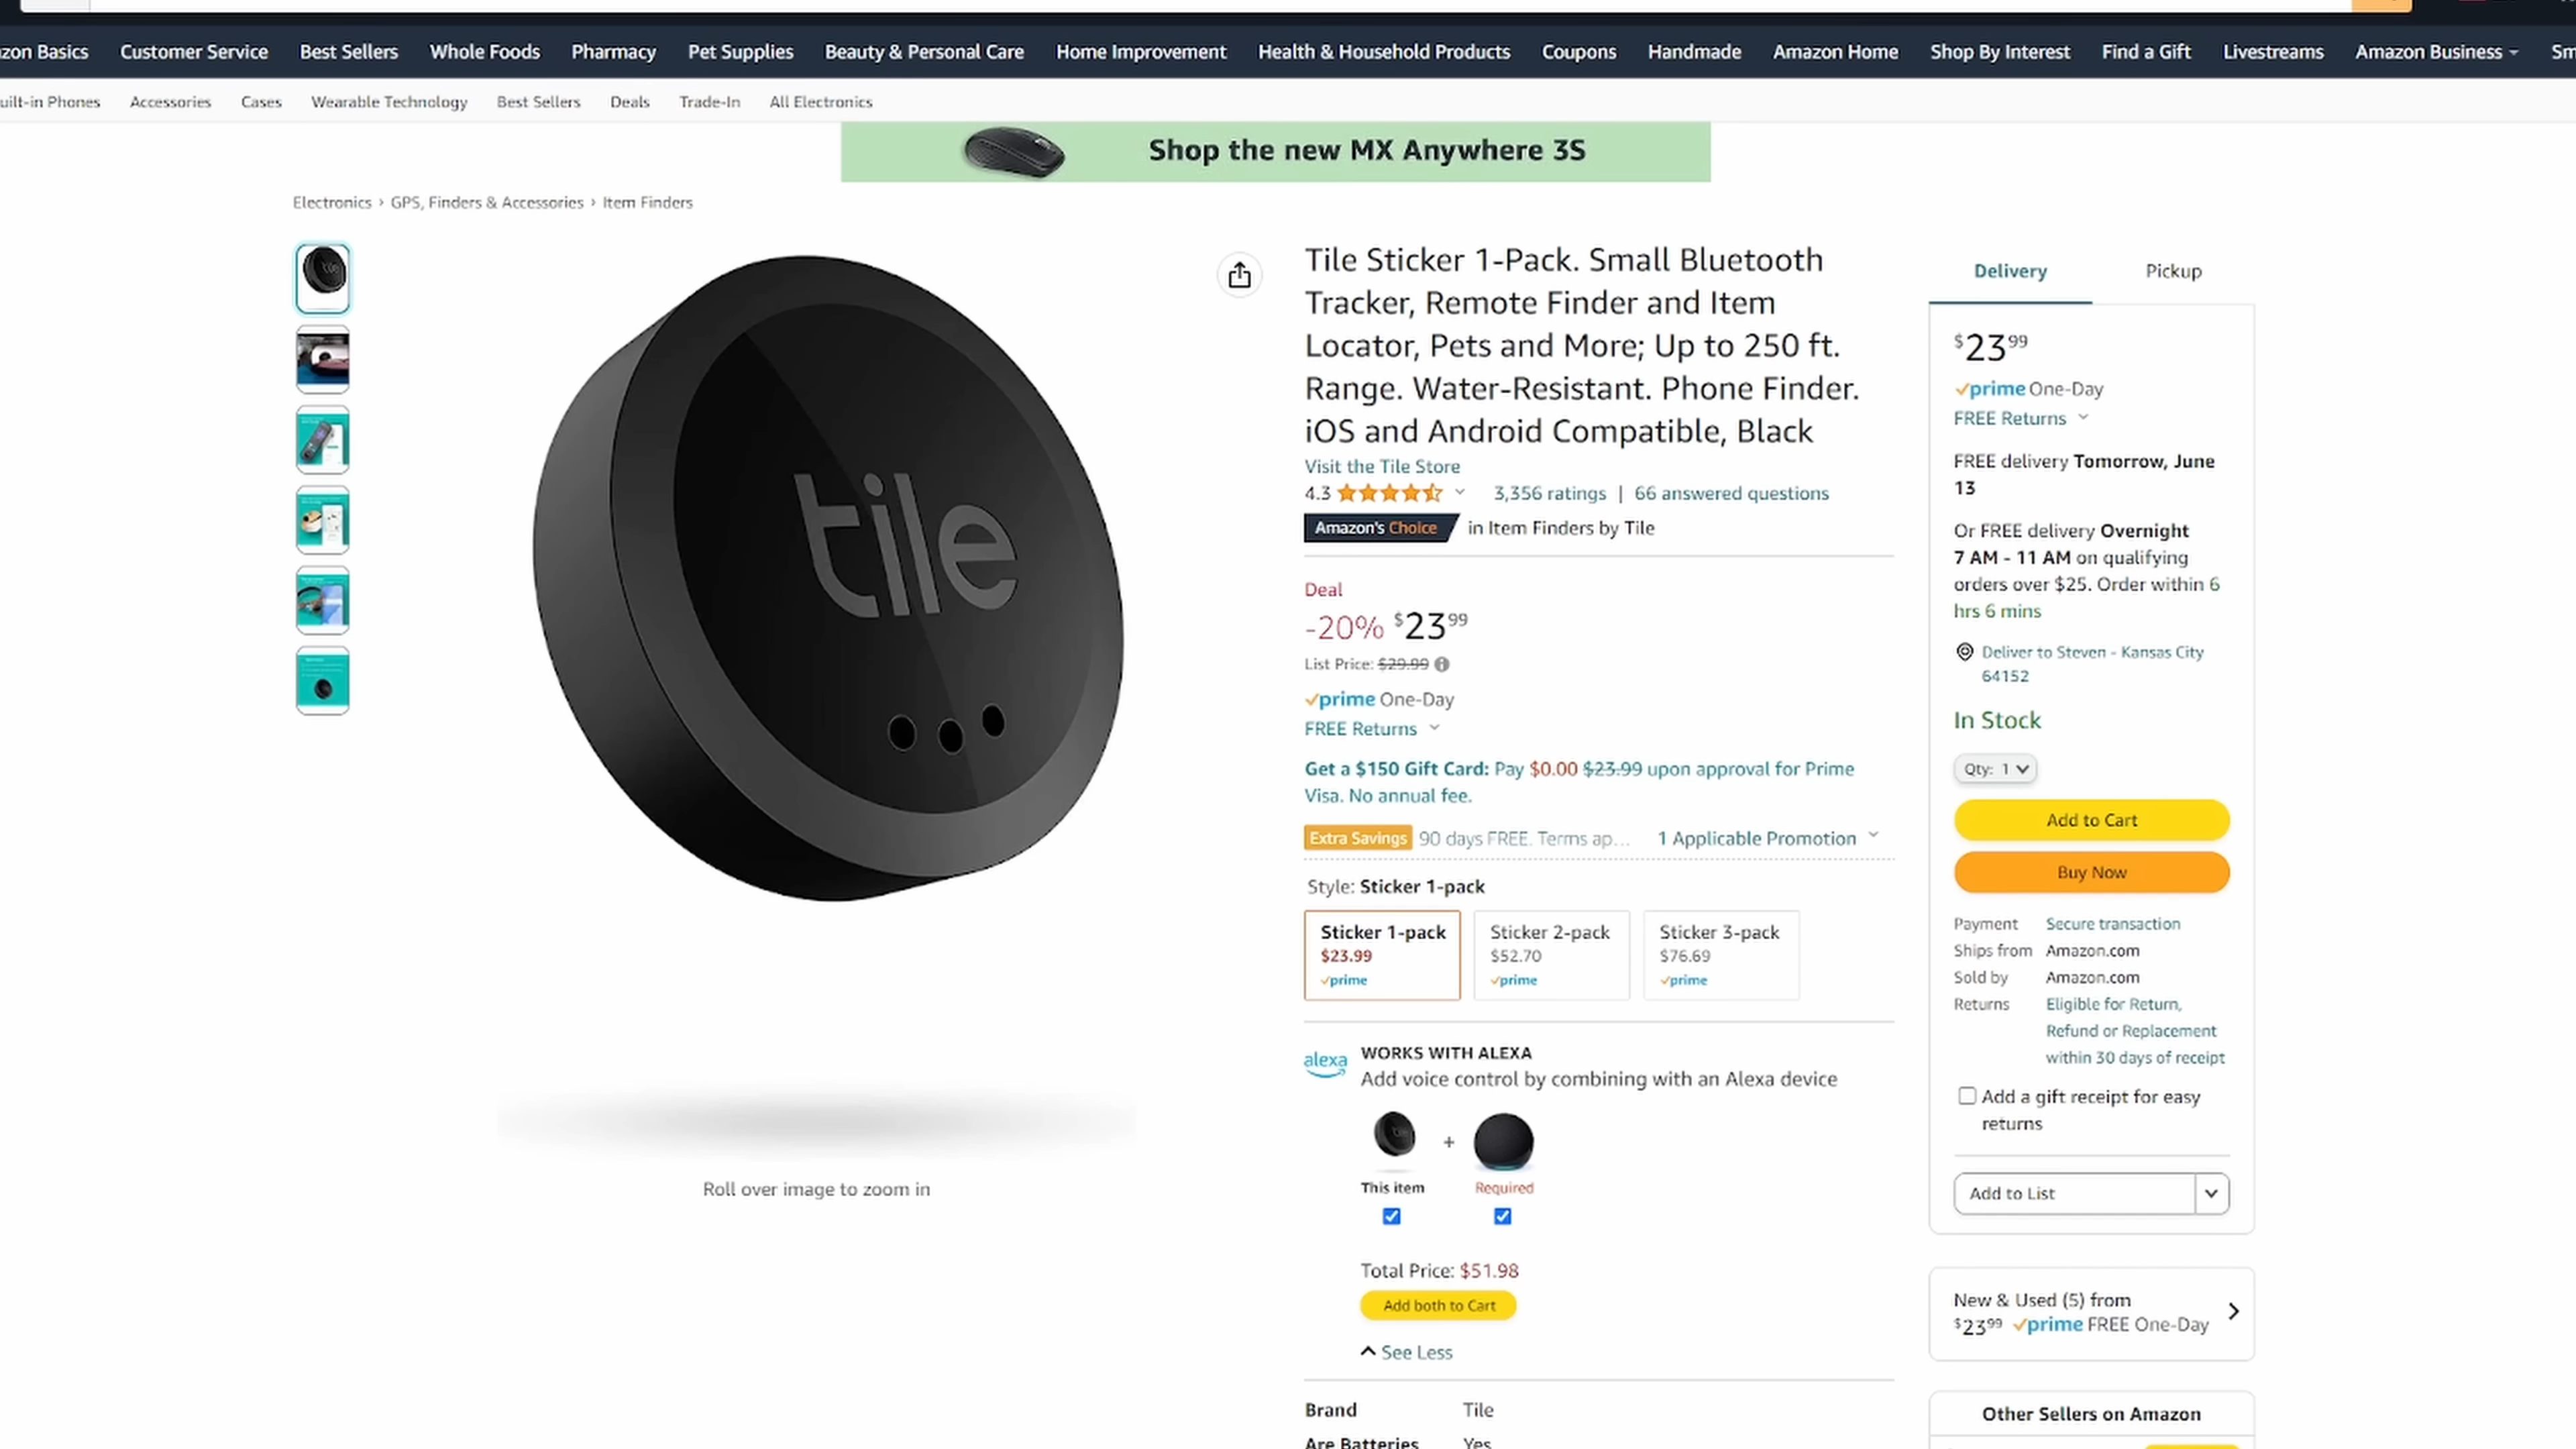 zon Basics Customer Service Best Sellers Whole Foods Pharmacy Pet Supplies Beauty & Personal Care Home Improvement Health & Household Products Coupons Handmade Amazon Home Shop By Interest Find a Gift Livestreams Amazon Business Sm
uilt-in Phones Accessories Cases Wearable Technology Best Sellers Deals Trade-In All Electronics
Shop the new MX Anywhere 3S
Electronics › GPS, Finders & Accessories › Item Finders
tile
Tile Sticker 1-Pack. Small Bluetooth
Tracker, Remote Finder and Item
Locator, Pets and More; Up to 250 ft.
Range. Water-Resistant. Phone Finder.
iOS and Android Compatible, Black
Visit the Tile Store
4.3 3,356 ratings | 66 answered questions
Amazon's Choice in Item Finders by Tile
Deal
-20% $23 99
List Price: $29.99
prime One-Day
FREE Returns
Get a $150 Gift Card: Pay $0.00 $23.99 upon approval for Prime
Visa. No annual fee.
Extra Savings 90 days FREE. Terms ap... 1 Applicable Promotion
Style: Sticker 1-pack
Sticker 1-pack Sticker 2-pack Sticker 3-pack
$23.99 $52.70 $76.69
prime prime prime
alexa WORKS WITH ALEXA
Add voice control by combining with an Alexa device
+
This item Required
Total Price: $51.98
Add both to Cart
See Less
Brand Tile
Are Batteries Yes
Roll over image to zoom in
Delivery Pickup
$23 99
prime One-Day
FREE Returns
FREE delivery Tomorrow, June
13
Or FREE delivery Overnight
7 AM - 11 AM on qualifying
orders over $25. Order within 6
hrs 6 mins
Deliver to Steven - Kansas City
64152
In Stock
Qty: 1
Add to Cart
Buy Now
Payment Secure transaction
Ships from Amazon.com
Sold by Amazon.com
Returns Eligible for Return,
Refund or Replacement
within 30 days of receipt
Add a gift receipt for easy
returns
Add to List
New & Used (5) from
$23 99 prime FREE One-Day
Other Sellers on Amazon